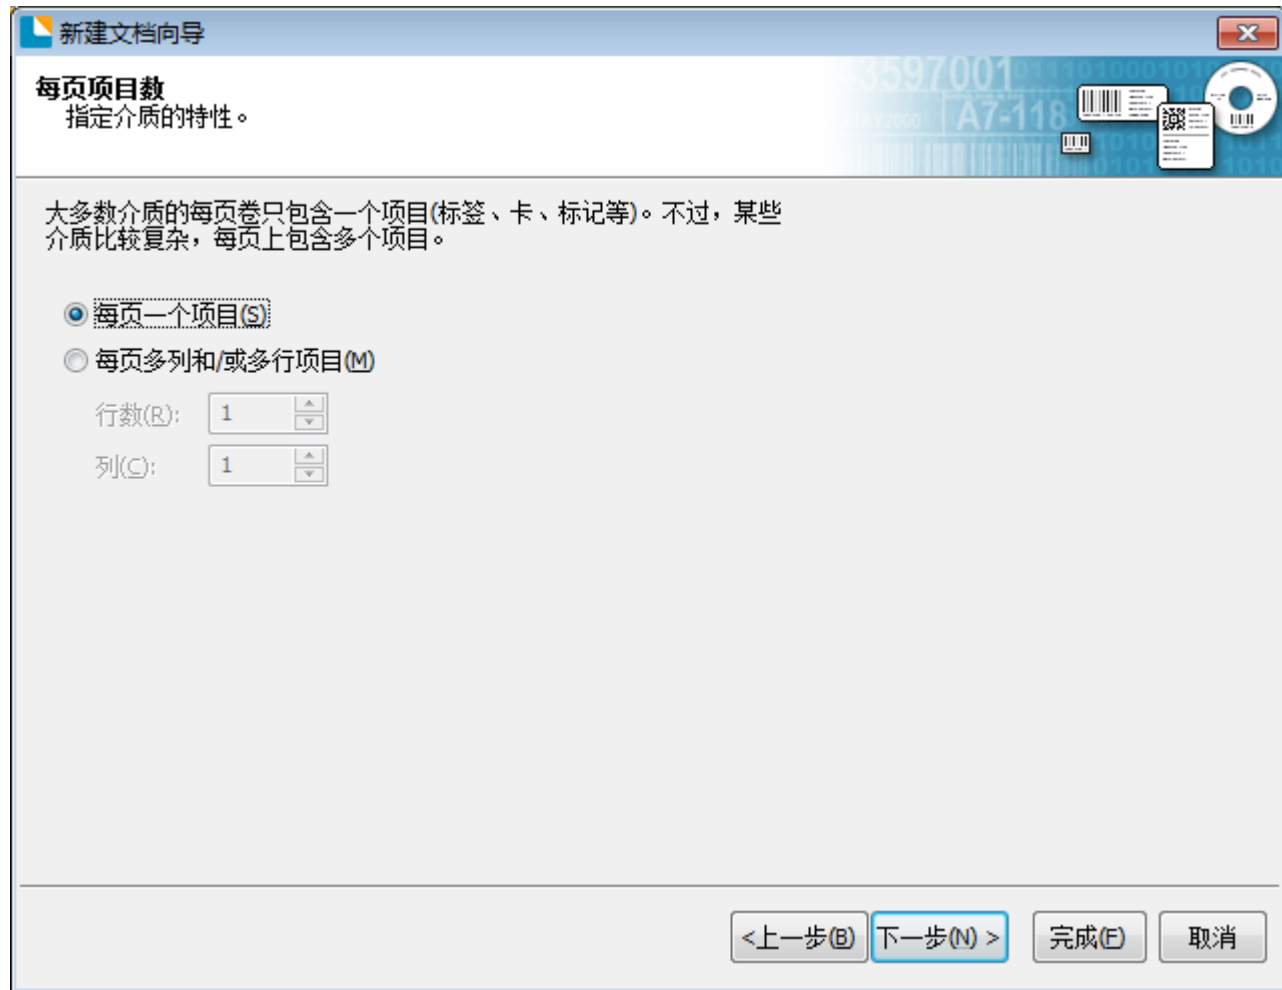 新建文档向导
每页项目数
指定介质的特性。
3597001
A7-118
大多数介质的每页卷只包含一个项目(标签、卡、标记等)。不过，某些
介质比较复杂，每页上包含多个项目。
每页一个项目(S)
每页多列和/或多行项目(M)
行数(R): 1
列(C): 1
<上一步(B) 下一步(N) > 完成(F) 取消